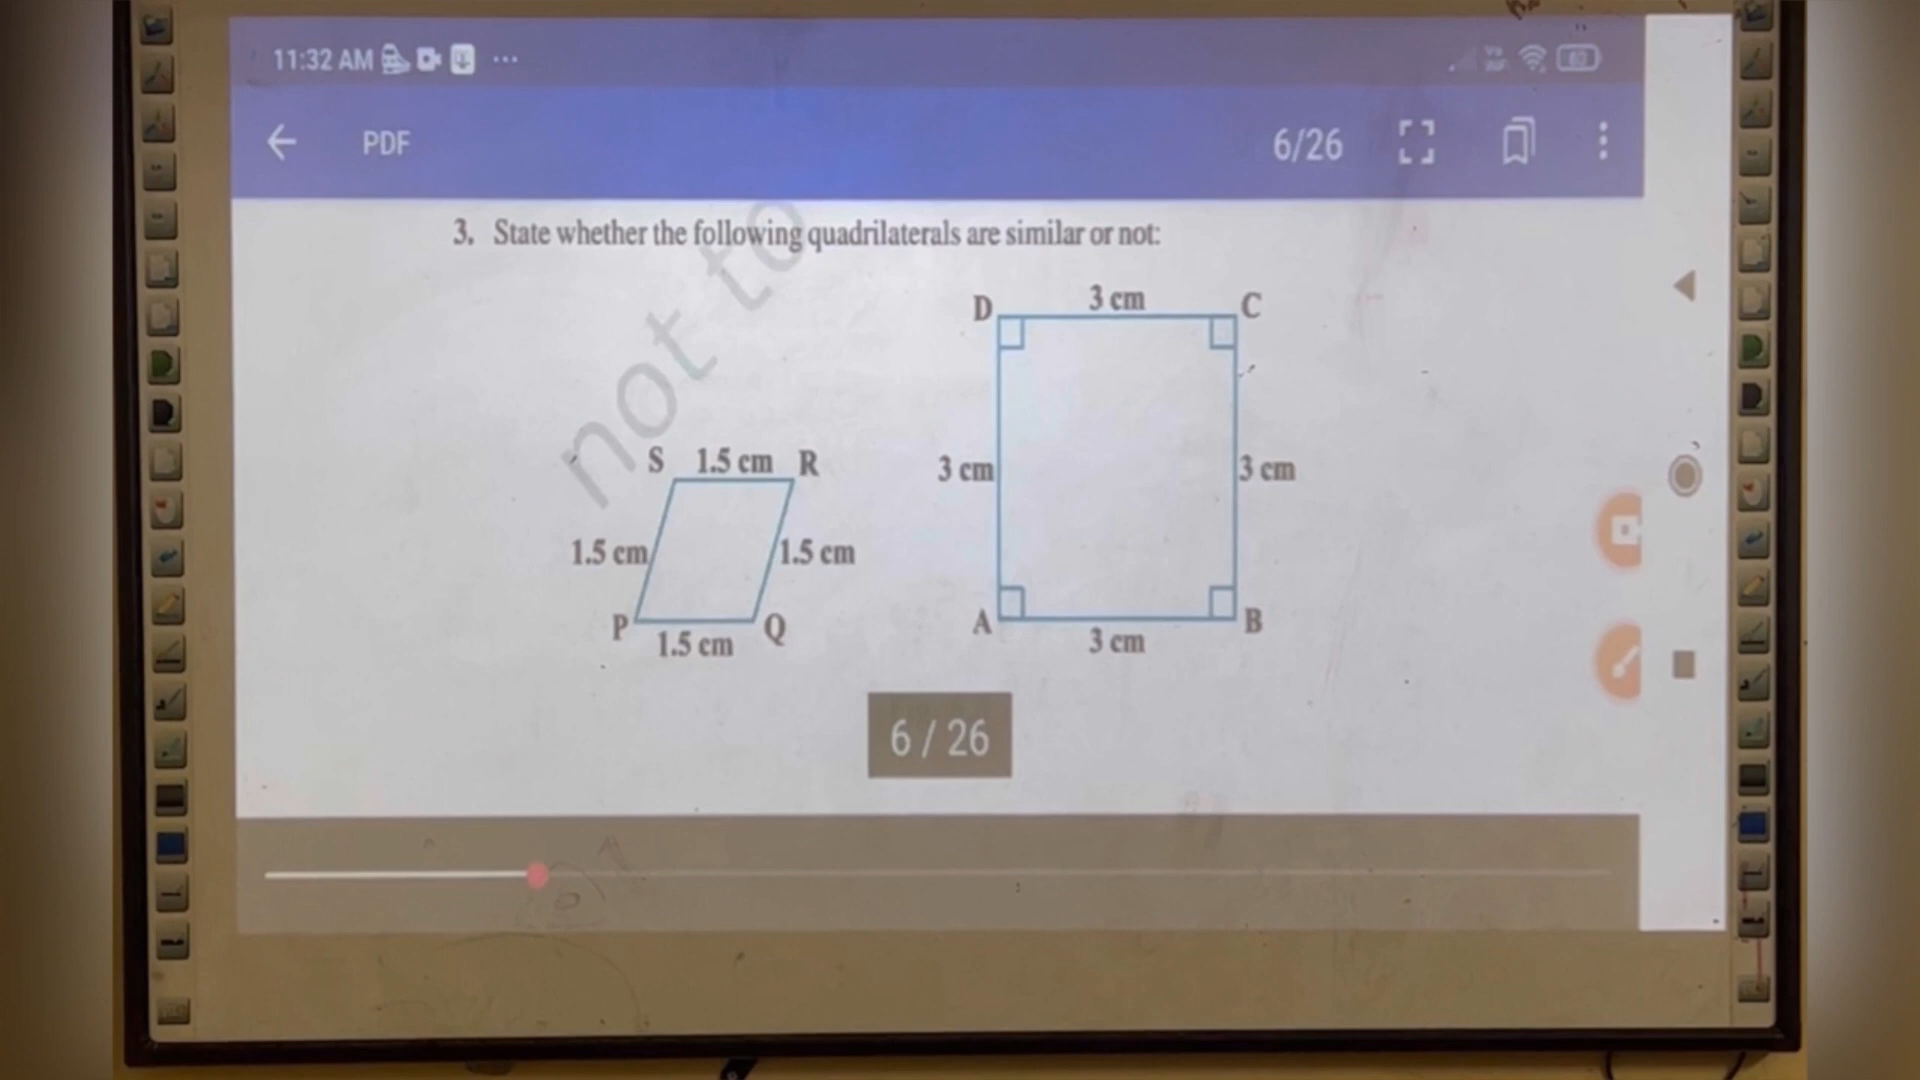 11:32 AM
PDF
6/26
3. State whether the following quadrilaterals are similar or not:
not to
D 3 cm C
S 1.5 cm R
3 cm
3 cm
1.5 cm
1.5 cm
P 1.5 cm Q
A 3 cm B
6 / 26